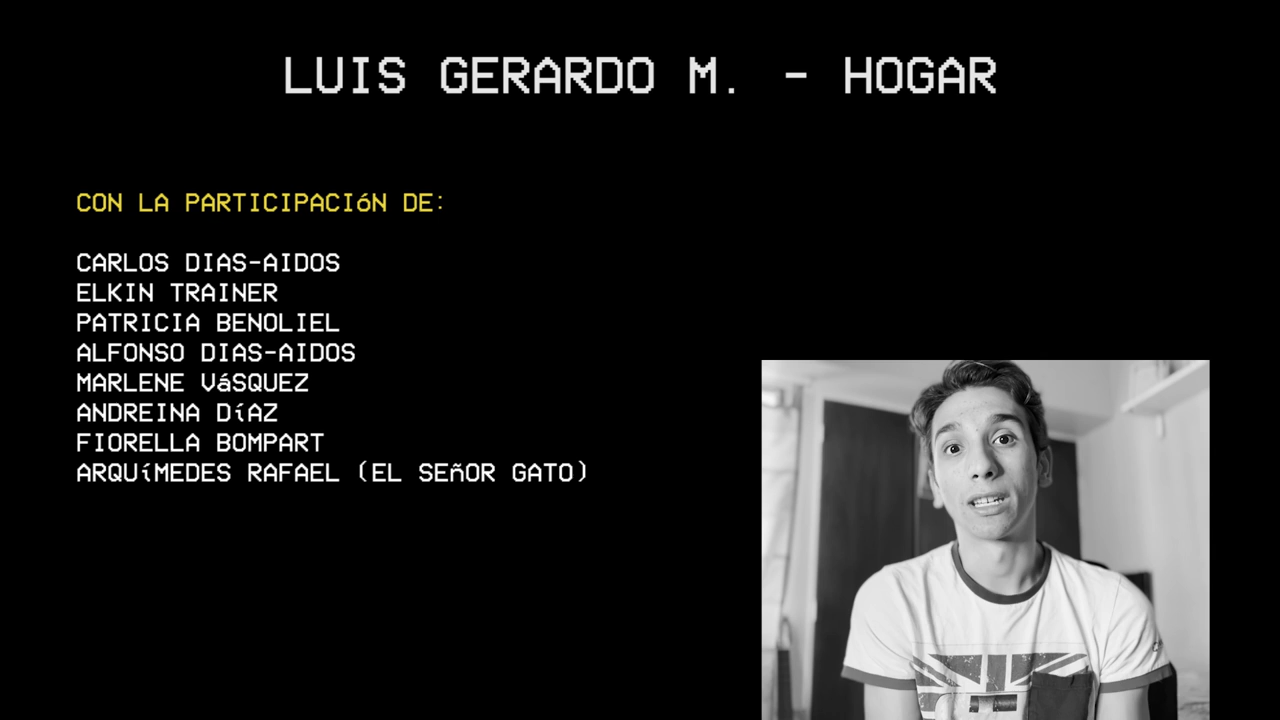 LUIS GERARDO M. - HOGAR
CON LA PARTICIPACIóN DE:
CARLOS DIAS-AIDOS
ELKIN TRAINER
PATRICIA BENOLIEL
ALFONSO DIAS-AIDOS
MARLENE VáSQUEZ
ANDREINA DíAZ
FIORELLA BOMPART
ARQUíMEDES RAFAEL (EL SEñOR GATO)